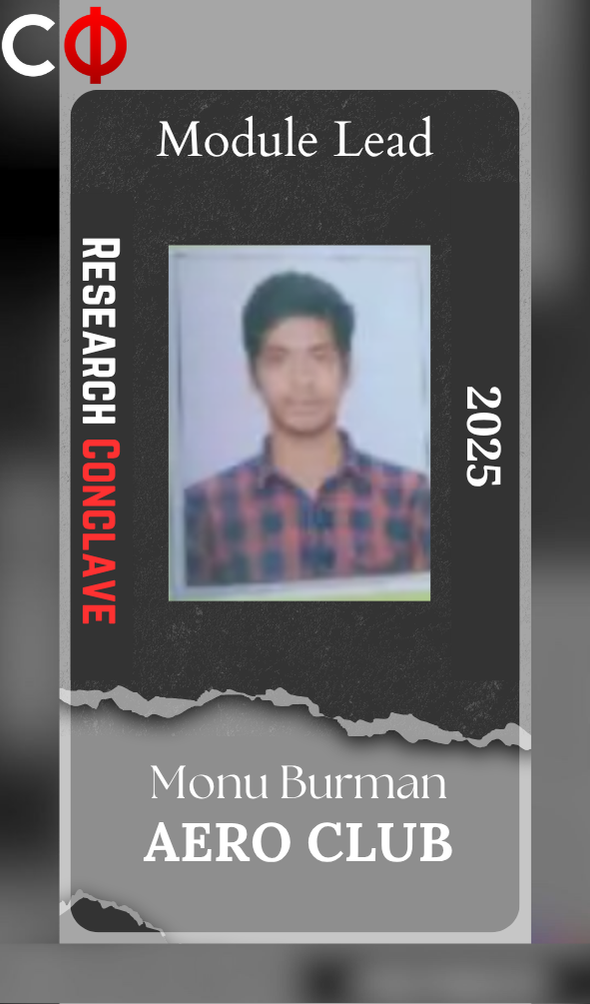 CΦ
Module Lead
RESEARCH CONCLAVE
2025
Monu Burman
AERO CLUB